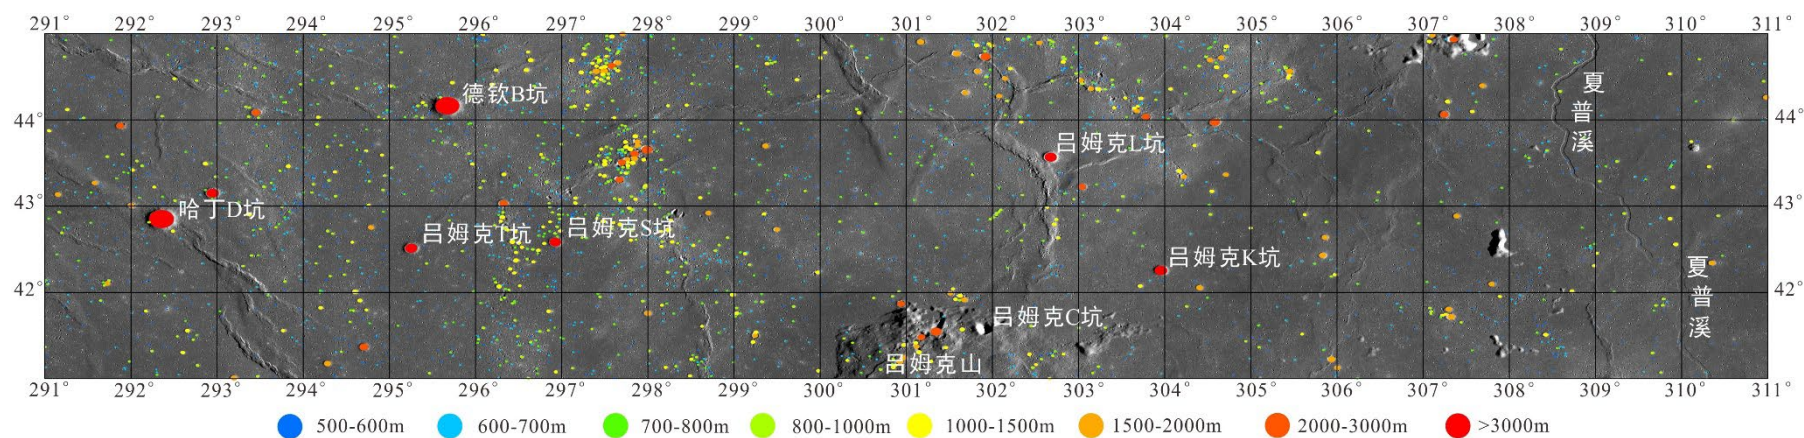 291° 292° 293° 294° 295° 296° 297° 298° 299° 300° 301° 302° 303° 304° 305° 306° 307° 308° 309° 310° 311°
德钦B坑
夏普溪
44° 44°
吕姆克L坑
43° 43°
哈丁D坑
吕姆克T坑
吕姆克S坑
吕姆克K坑
夏普溪
42° 42°
吕姆克C坑
吕姆克山
291° 292° 293° 294° 295° 296° 297° 298° 299° 300° 301° 302° 303° 304° 305° 306° 307° 308° 309° 310° 311°
500-600m 600-700m 700-800m 800-1000m 1000-1500m 1500-2000m 2000-3000m >3000m